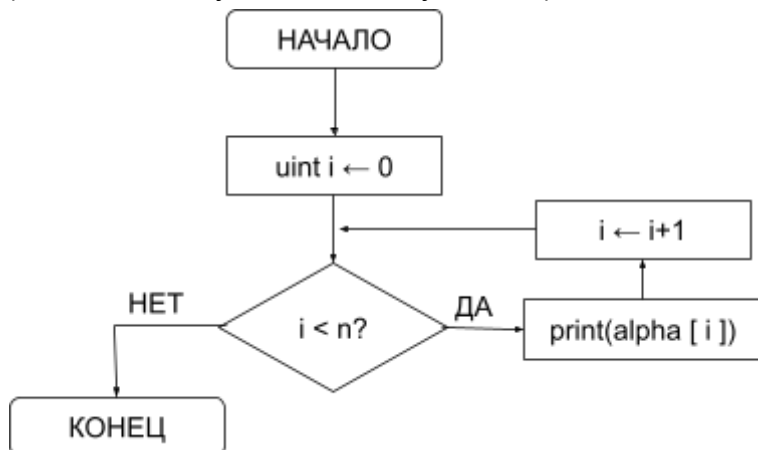 НАЧАЛО
uint i ← 0
i ← i+1
НЕТ
i < n?
ДА
print(alpha [ i ])
КОНЕЦ